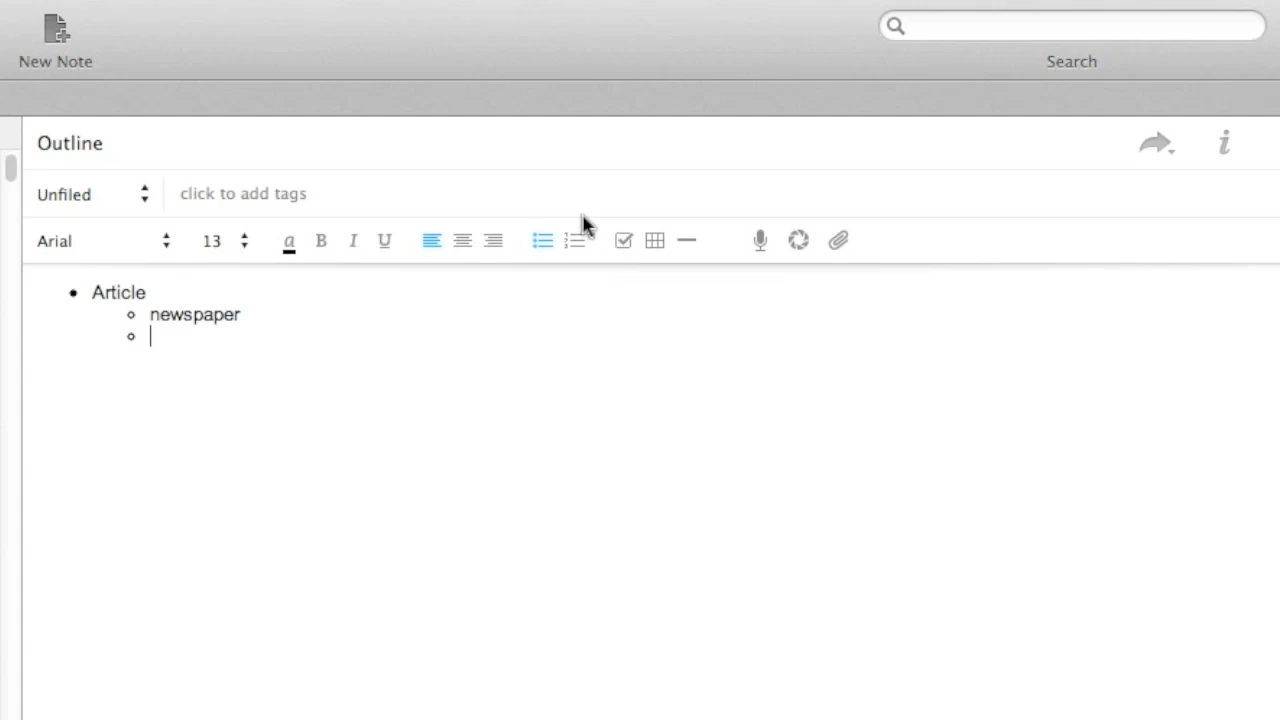 New Note
Search
Outline
Unfiled click to add tags
Arial 13 a B I U
Article
newspaper